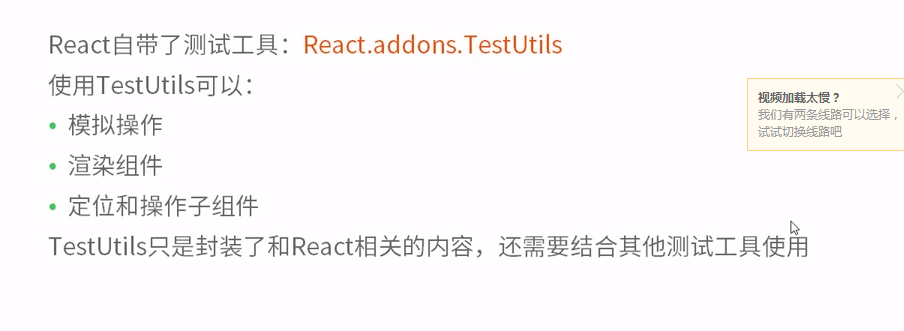 React自带了测试工具：React.addons.TestUtils
使用TestUtils可以：
• 模拟操作
• 渲染组件
• 定位和操作子组件
TestUtils只是封装了和React相关的内容，还需要结合其他测试工具使用
视频加载太慢？
我们有两条线路可以选择，
试试切换线路吧